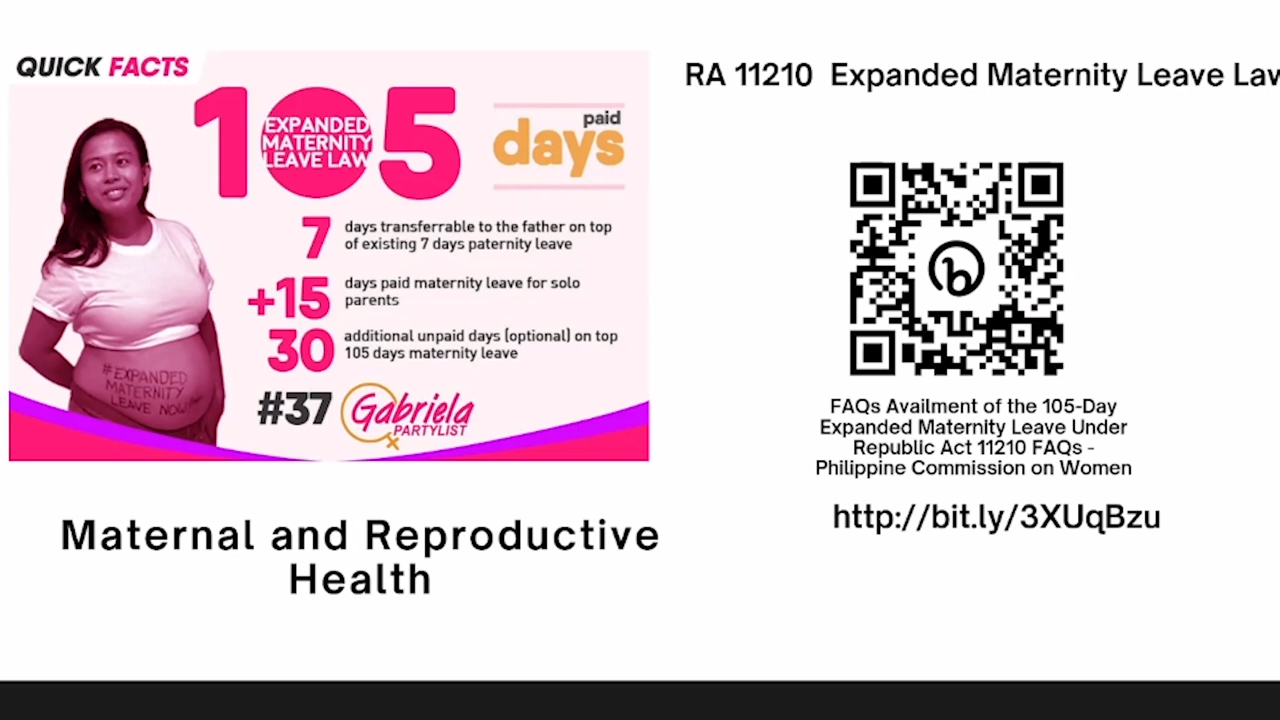 QUICK FACTS
105
EXPANDED
MATERNITY
LEAVE LAW
paid
days
7
days transferrable to the father on top
of existing 7 days paternity leave
+15
days paid maternity leave for solo
parents
30
additional unpaid days (optional) on top
105 days maternity leave
#EXPANDED
MATERNITY
LEAVE NOW
#37
Gabriela
PARTYLIST
Maternal and Reproductive
Health
RA 11210 Expanded Maternity Leave Law
FAQs Availment of the 105-Day
Expanded Maternity Leave Under
Republic Act 11210 FAQs -
Philippine Commission on Women
http://bit.ly/3XUqBzu